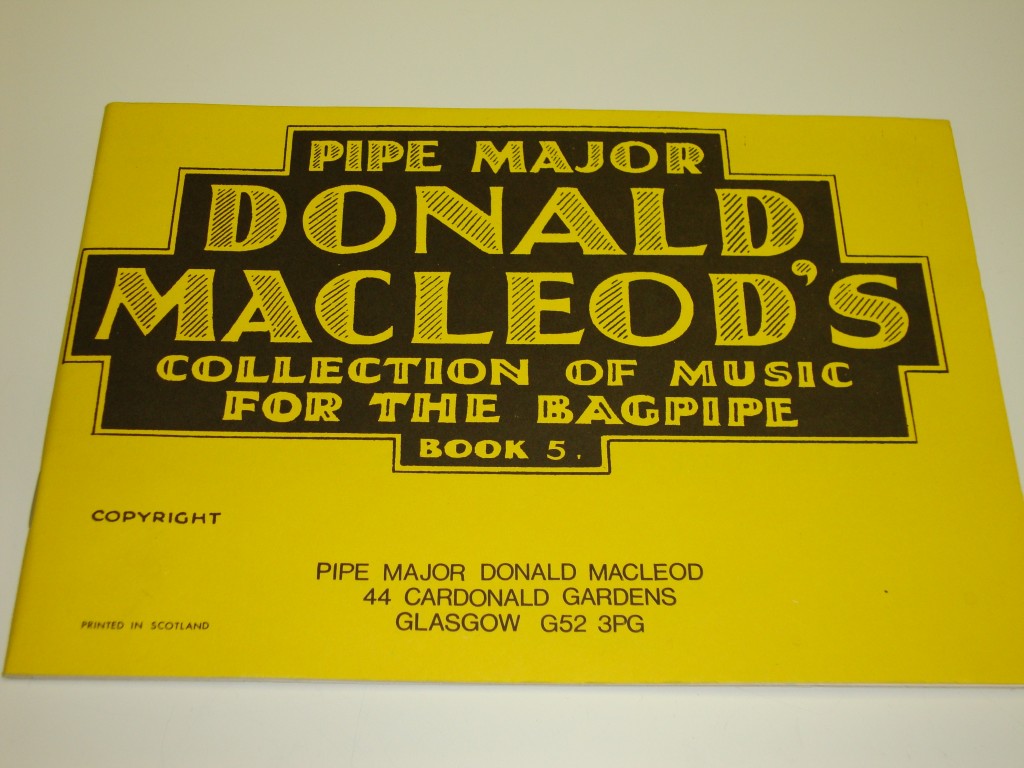 PIPE MAJOR
DONALD
MACLEOD'S
COLLECTION OF MUSIC
FOR THE BAGPIPE
BOOK 5.
COPYRIGHT
PIPE MAJOR DONALD MACLEOD
44 CARDONALD GARDENS
GLASGOW G52 3PG
PRINTED IN SCOTLAND